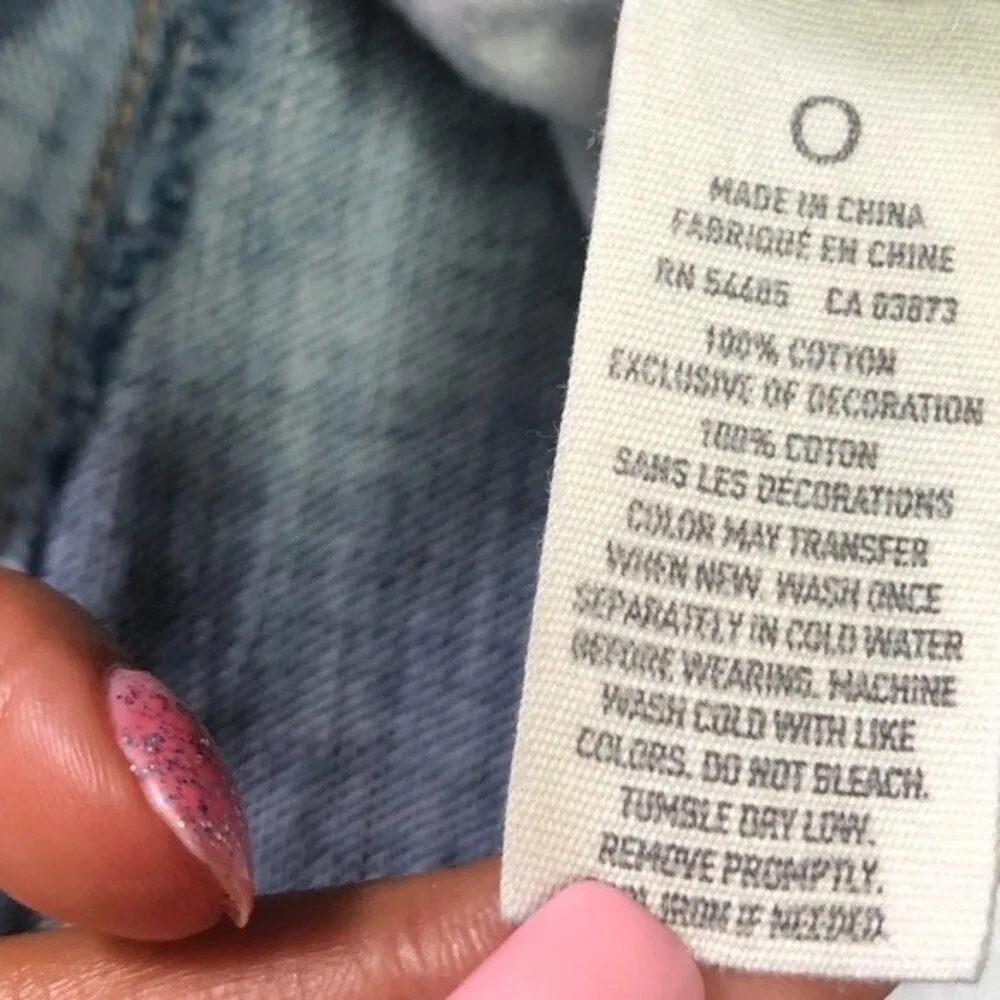 O
MADE IN CHINA
FABRIQUÉ EN CHINE
RN 54485 CA 03873
100% COTTON
EXCLUSIVE OF DECORATION
100% COTON
SANS LES DÉCORATIONS
COLOR MAY TRANSFER
WHEN NEW. WASH ONCE
SEPARATELY IN COLD WATER
BEFORE WEARING. MACHINE
WASH COLD WITH LIKE
COLORS. DO NOT BLEACH.
TUMBLE DRY LOW.
REMOVE PROMPTLY.
IRON IF NEEDED.